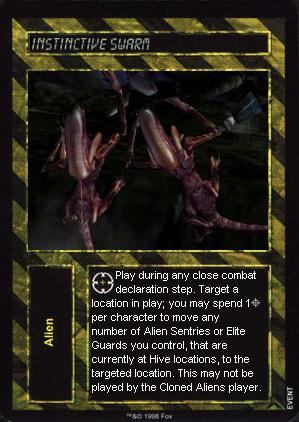 INSTINCTIVE SWARM
Play during any close combat
declaration step. Target a
location in play; you may spend 1
per character to move any
number of Alien Sentries or Elite
Guards you control, that are
currently at Hive locations, to the
targeted location. This may not
be played by the Cloned Aliens player.
Alien
EVENT
™&© 1998 Fox